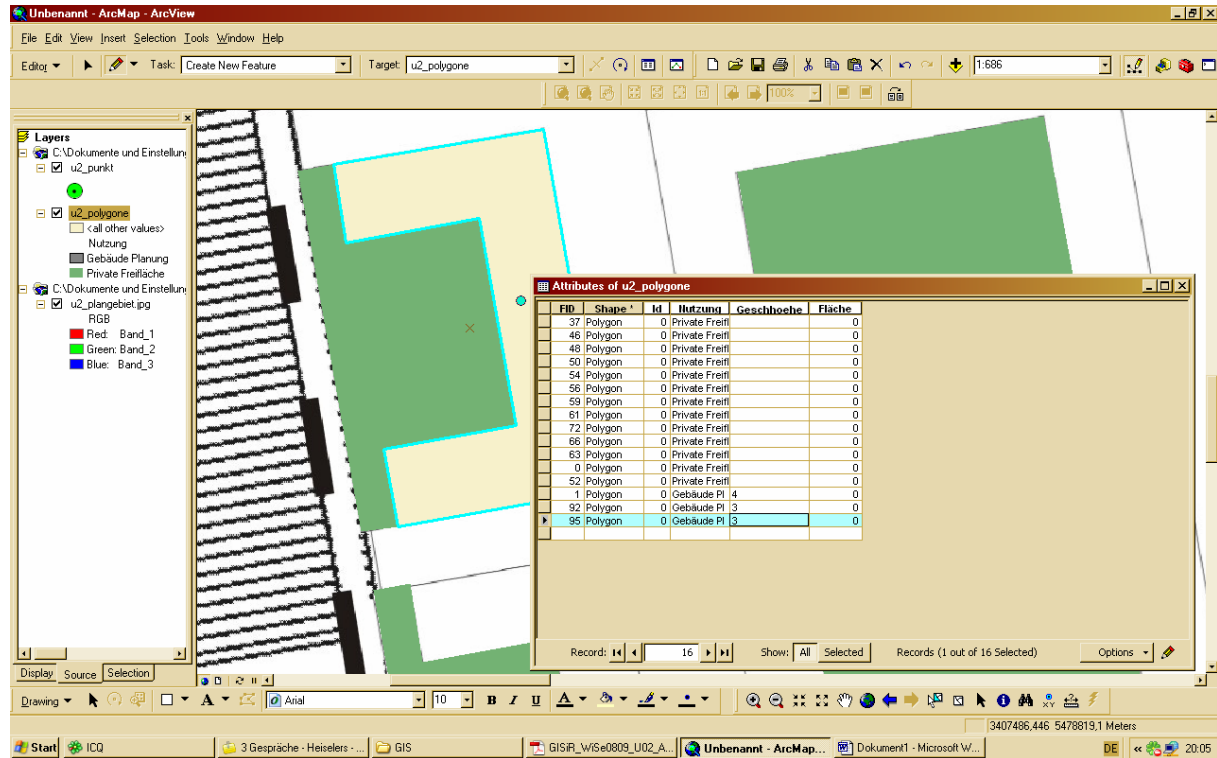 Unbenannt - ArcMap - ArcView
File Edit View Insert Selection Tools Window Help
Editor Task: Create New Feature Target: u2_polygone 1:686
100%
Layers
C:\Dokumente und Einstellun
u2_punkt
u2_polygone
<all other values>
Nutzung
Gebäude Planung
Private Freifläche
C:\Dokumente und Einstellun
u2_plangebiet.jpg
RGB
Red: Band_1
Green: Band_2
Blue: Band_3
Attributes of u2_polygone
FID Shape * Id Nutzung Geschhoehe Fläche
37 Polygon 0 Private Freifl 0
46 Polygon 0 Private Freifl 0
48 Polygon 0 Private Freifl 0
50 Polygon 0 Private Freifl 0
54 Polygon 0 Private Freifl 0
56 Polygon 0 Private Freifl 0
59 Polygon 0 Private Freifl 0
61 Polygon 0 Private Freifl 0
72 Polygon 0 Private Freifl 0
66 Polygon 0 Private Freifl 0
63 Polygon 0 Private Freifl 0
0 Polygon 0 Private Freifl 0
52 Polygon 0 Private Freifl 0
1 Polygon 0 Gebäude Pl 4 0
92 Polygon 0 Gebäude Pl 3 0
95 Polygon 0 Gebäude Pl 3 0
Record: 16 Show: All Selected Records (1 out of 16 Selected) Options
Display Source Selection
Drawing A Arial 10 B I U A
3407486,446 5478819,1 Meters
Start ICQ 3 Gespräche - Heiselers - ... GIS GISiR_WiSe0809_U02_A... Unbenannt - ArcMap... Dokument1 - Microsoft W... DE « 20:05